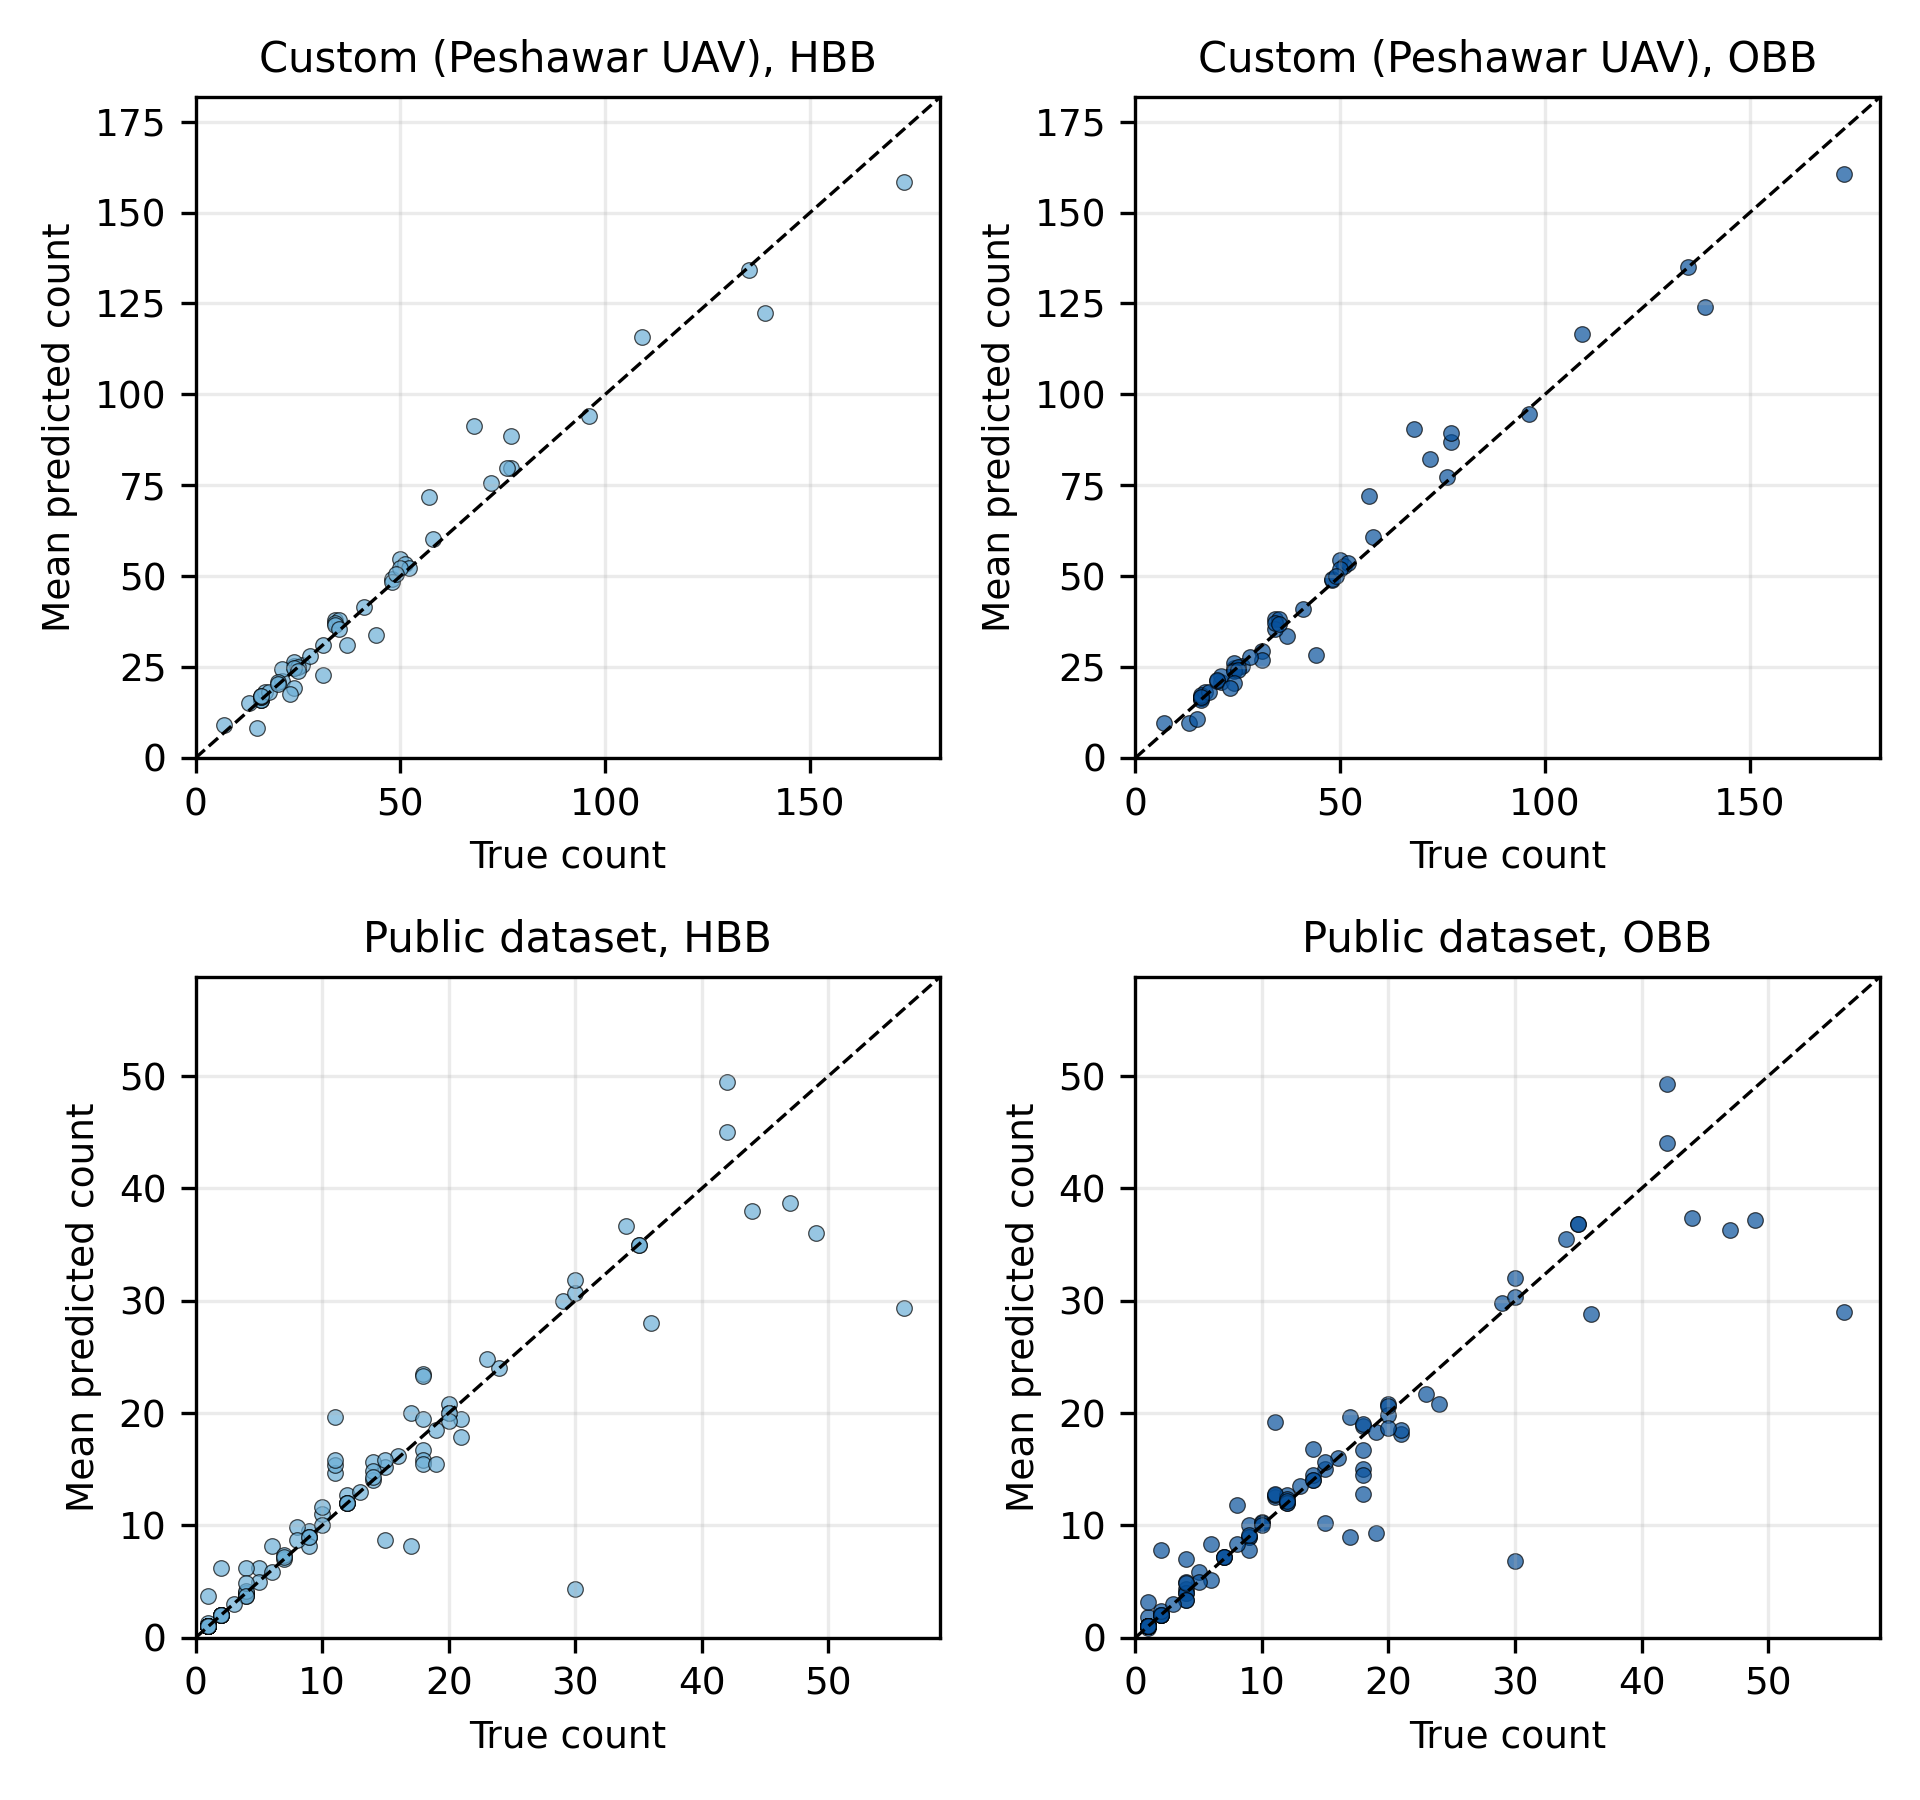 Custom (Peshawar UAV), HBB
Mean predicted count
175
150
125
100
75
50
25
0
0 50 100 150
True count
Custom (Peshawar UAV), OBB
Mean predicted count
175
150
125
100
75
50
25
0
0 50 100 150
True count
Public dataset, HBB
Mean predicted count
50
40
30
20
10
0
0 10 20 30 40 50
True count
Public dataset, OBB
Mean predicted count
50
40
30
20
10
0
0 10 20 30 40 50
True count